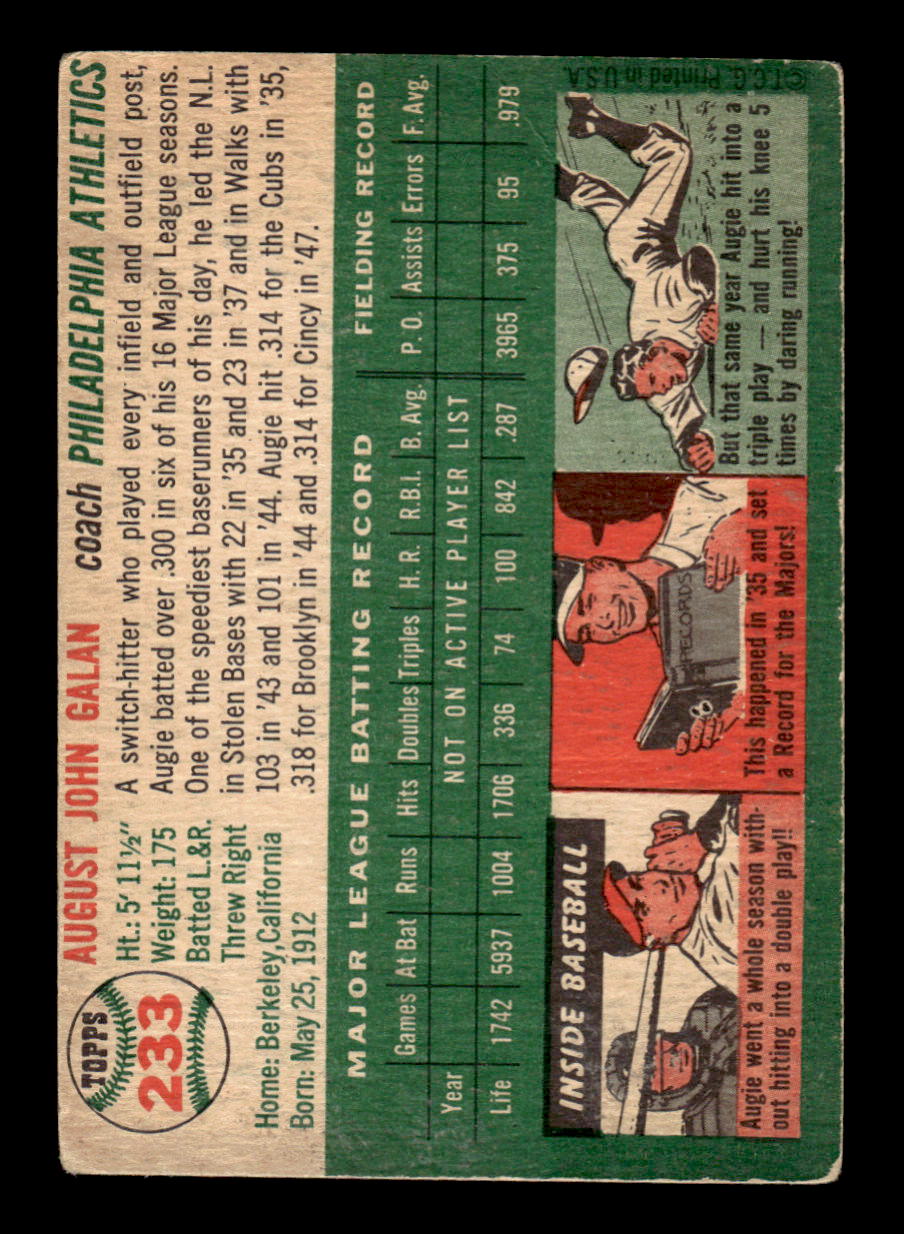 TOPPS
233
AUGUST JOHN GALAN coach PHILADELPHIA ATHLETICS
Ht.: 5' 11½"
Weight: 175
Batted L.&R.
Threw Right
Home: Berkeley, California
Born: May 25, 1912
A switch-hitter who played every infield and outfield post,
Augie batted over .300 in six of his 16 Major League seasons.
One of the speediest baserunners of his day, he led the N.L.
in Stolen Bases with 22 in '35 and 23 in '37 and in Walks with
103 in '43 and 101 in '44. Augie hit .314 for the Cubs in '35,
.318 for Brooklyn in '44 and .314 for Cincy in '47.
MAJOR LEAGUE BATTING RECORD FIELDING RECORD
Games At Bat Runs Hits Doubles Triples H. R. R.B.I. B. Avg. P. O. Assists Errors F. Avg.
Year NOT ON ACTIVE PLAYER LIST
Life 1742 5937 1004 1706 336 74 100 842 .287 3965 375 95 .979
INSIDE BASEBALL
Augie went a whole season with-
out hitting into a double play!!
RECORDS
This happened in '35 and set
a Record for the Majors!
But that same year Augie hit into a
triple play — and hurt his knee 5
times by daring running!
©T.C.G. Printed in U.S.A.